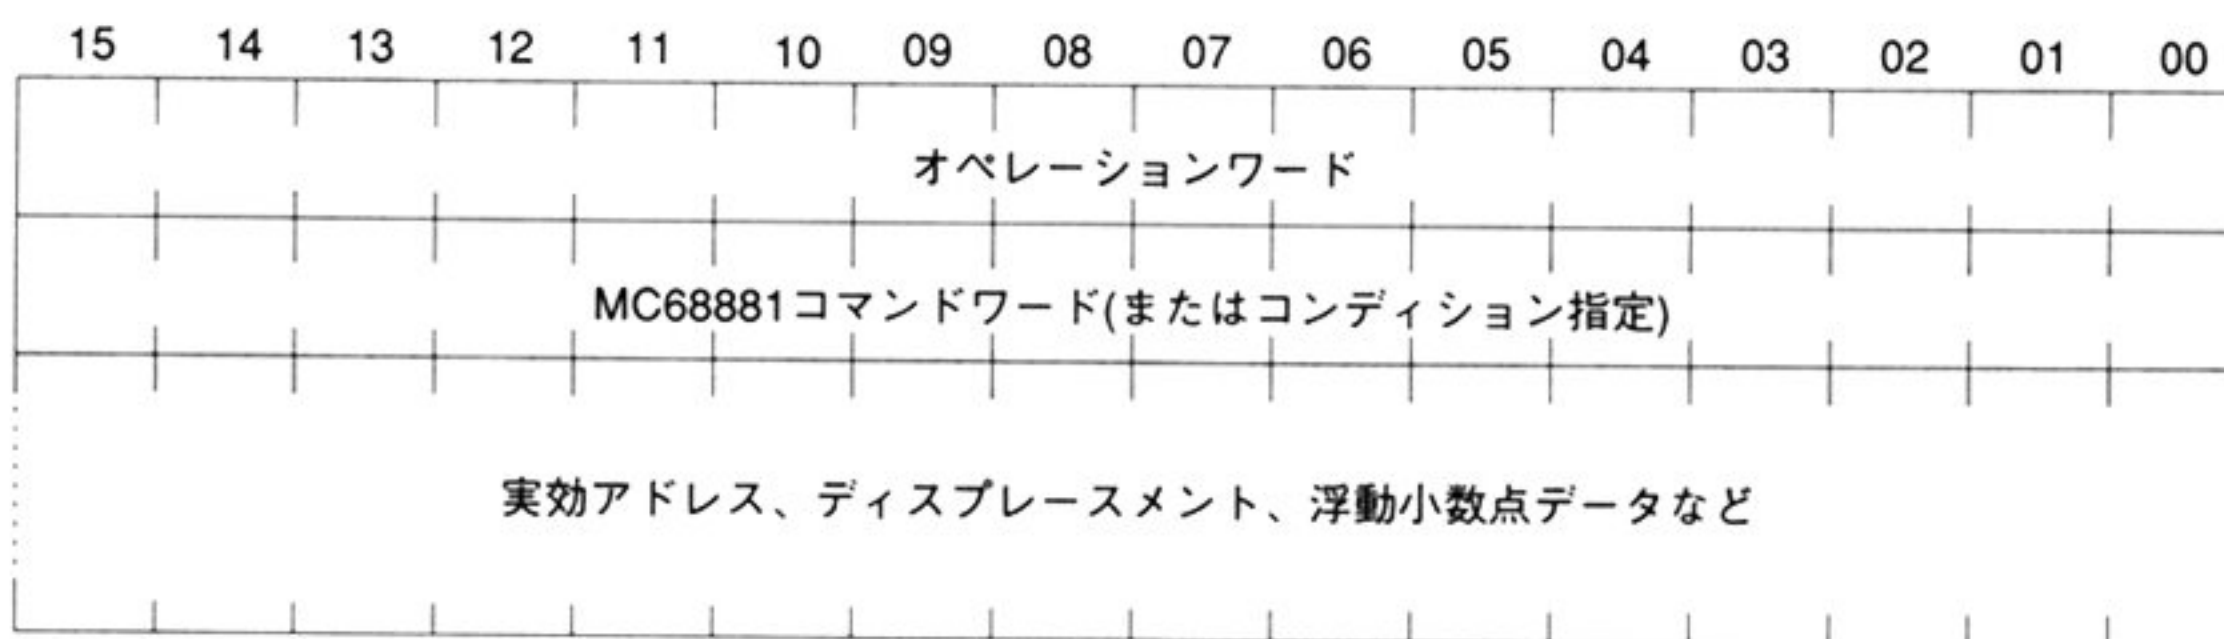 15 14 13 12 11 10 09 08 07 06 05 04 03 02 01 00
オペレーションワード
MC68881コマンドワード(またはコンディション指定)
実効アドレス、ディスプレースメント、浮動小数点データなど